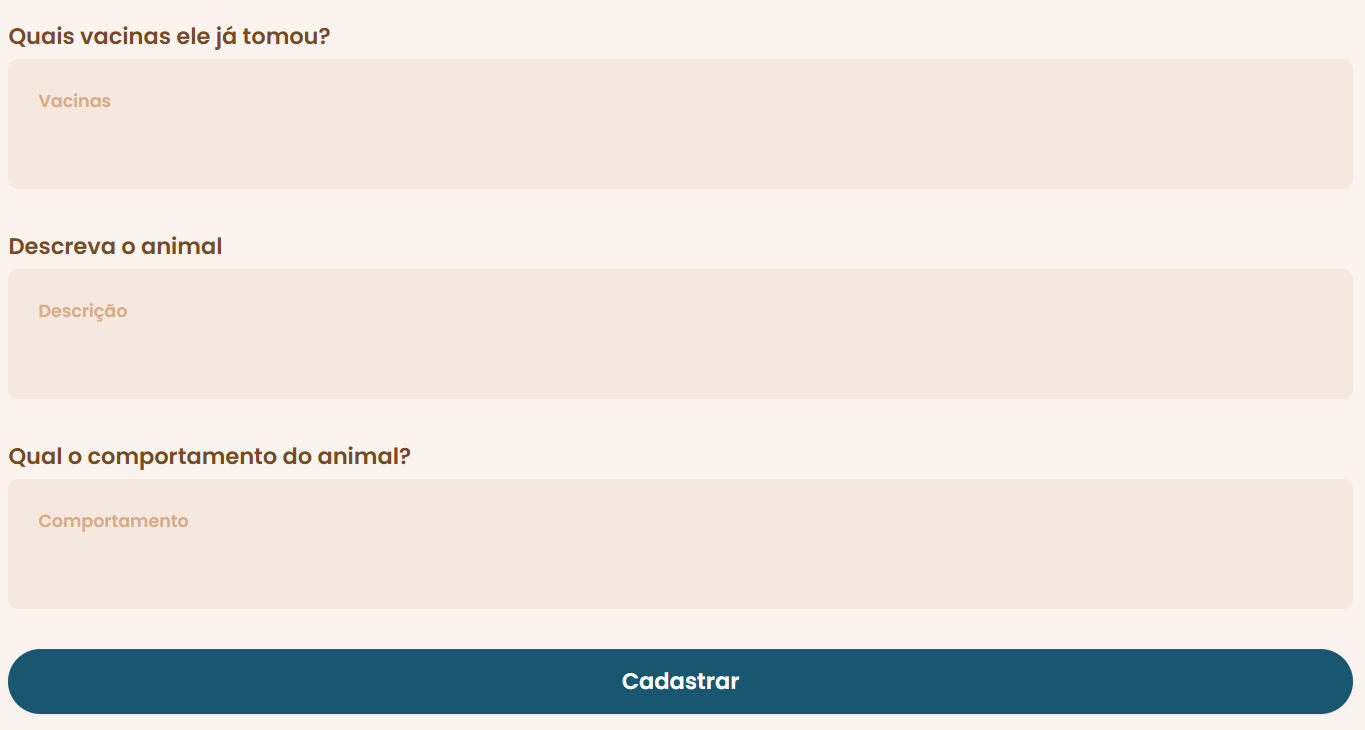 Quais vacinas ele já tomou?
Vacinas
Descreva o animal
Descrição
Qual o comportamento do animal?
Comportamento
Cadastrar